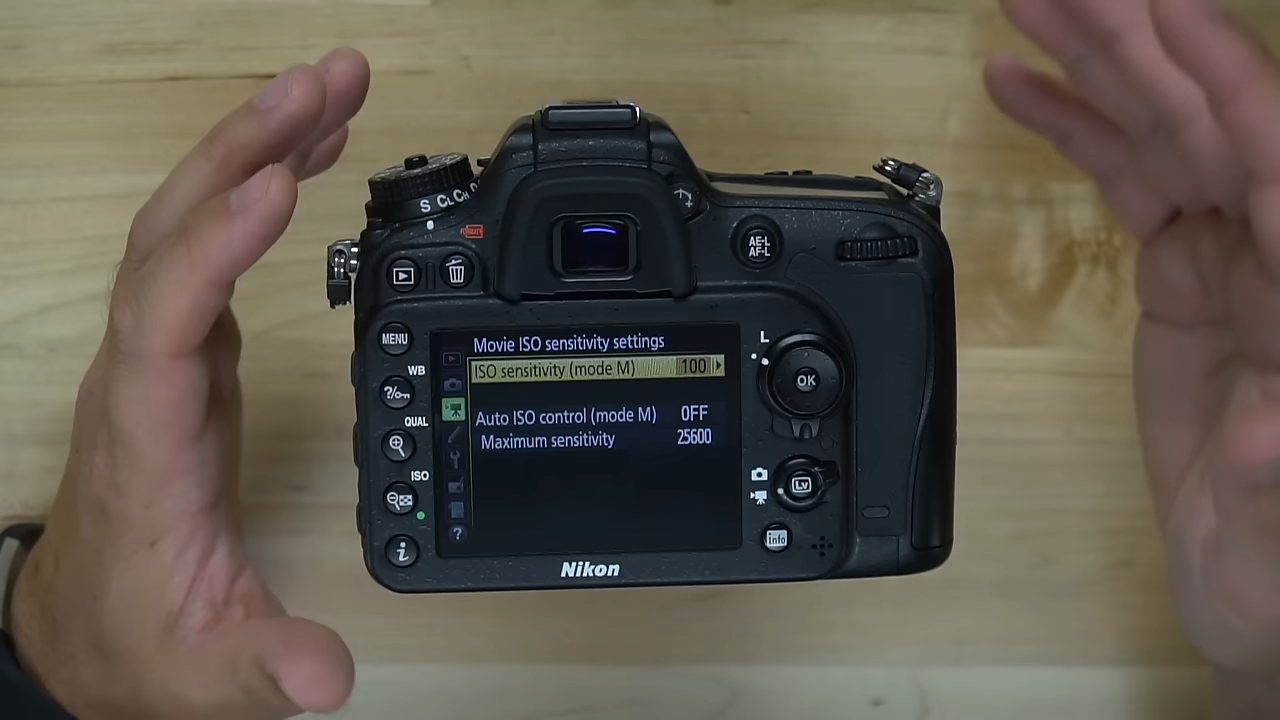 S CL CH
FORMAT
AE-L
AF-L
MENU
WB
?
QUAL
ISO
i
Movie ISO sensitivity settings
ISO sensitivity (mode M) 100
Auto ISO control (mode M) OFF
Maximum sensitivity 25600
?
L
OK
Lv
info
Nikon